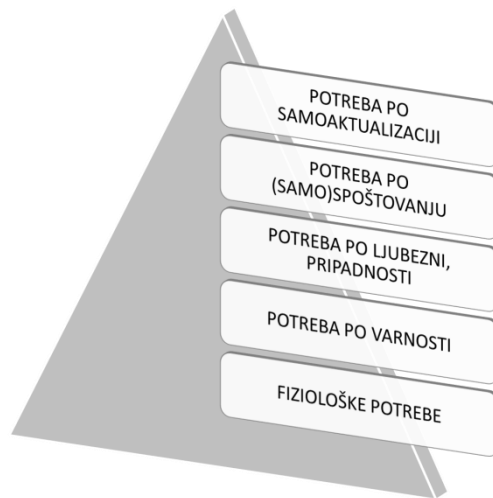 POTREBA PO
SAMOAKTUALIZACIJI
POTREBA PO
(SAMO)SPOŠTOVANJU
POTREBA PO LJUBEZNI,
PRIPADNOSTI
POTREBA PO VARNOSTI
FIZIOLOŠKE POTREBE